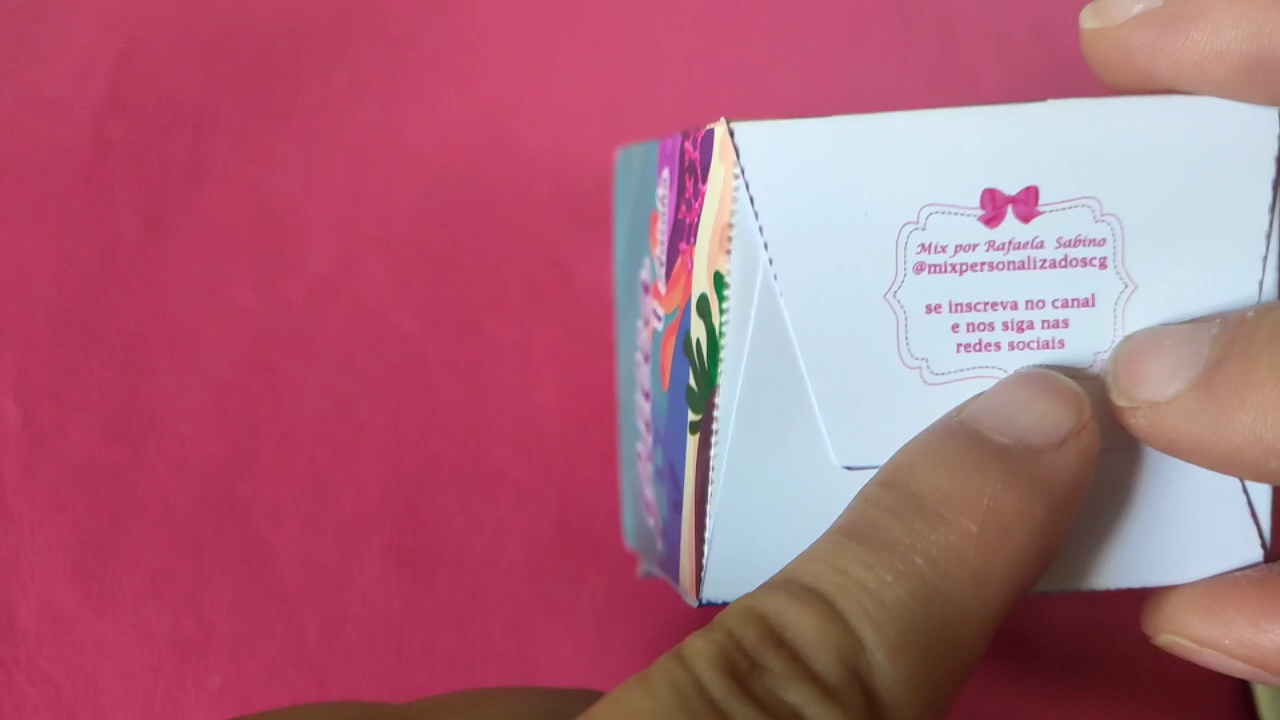 Mix por Rafaela Sabino
@mixpersonalizadoscg
se inscreva no canal
e nos siga nas
redes sociais